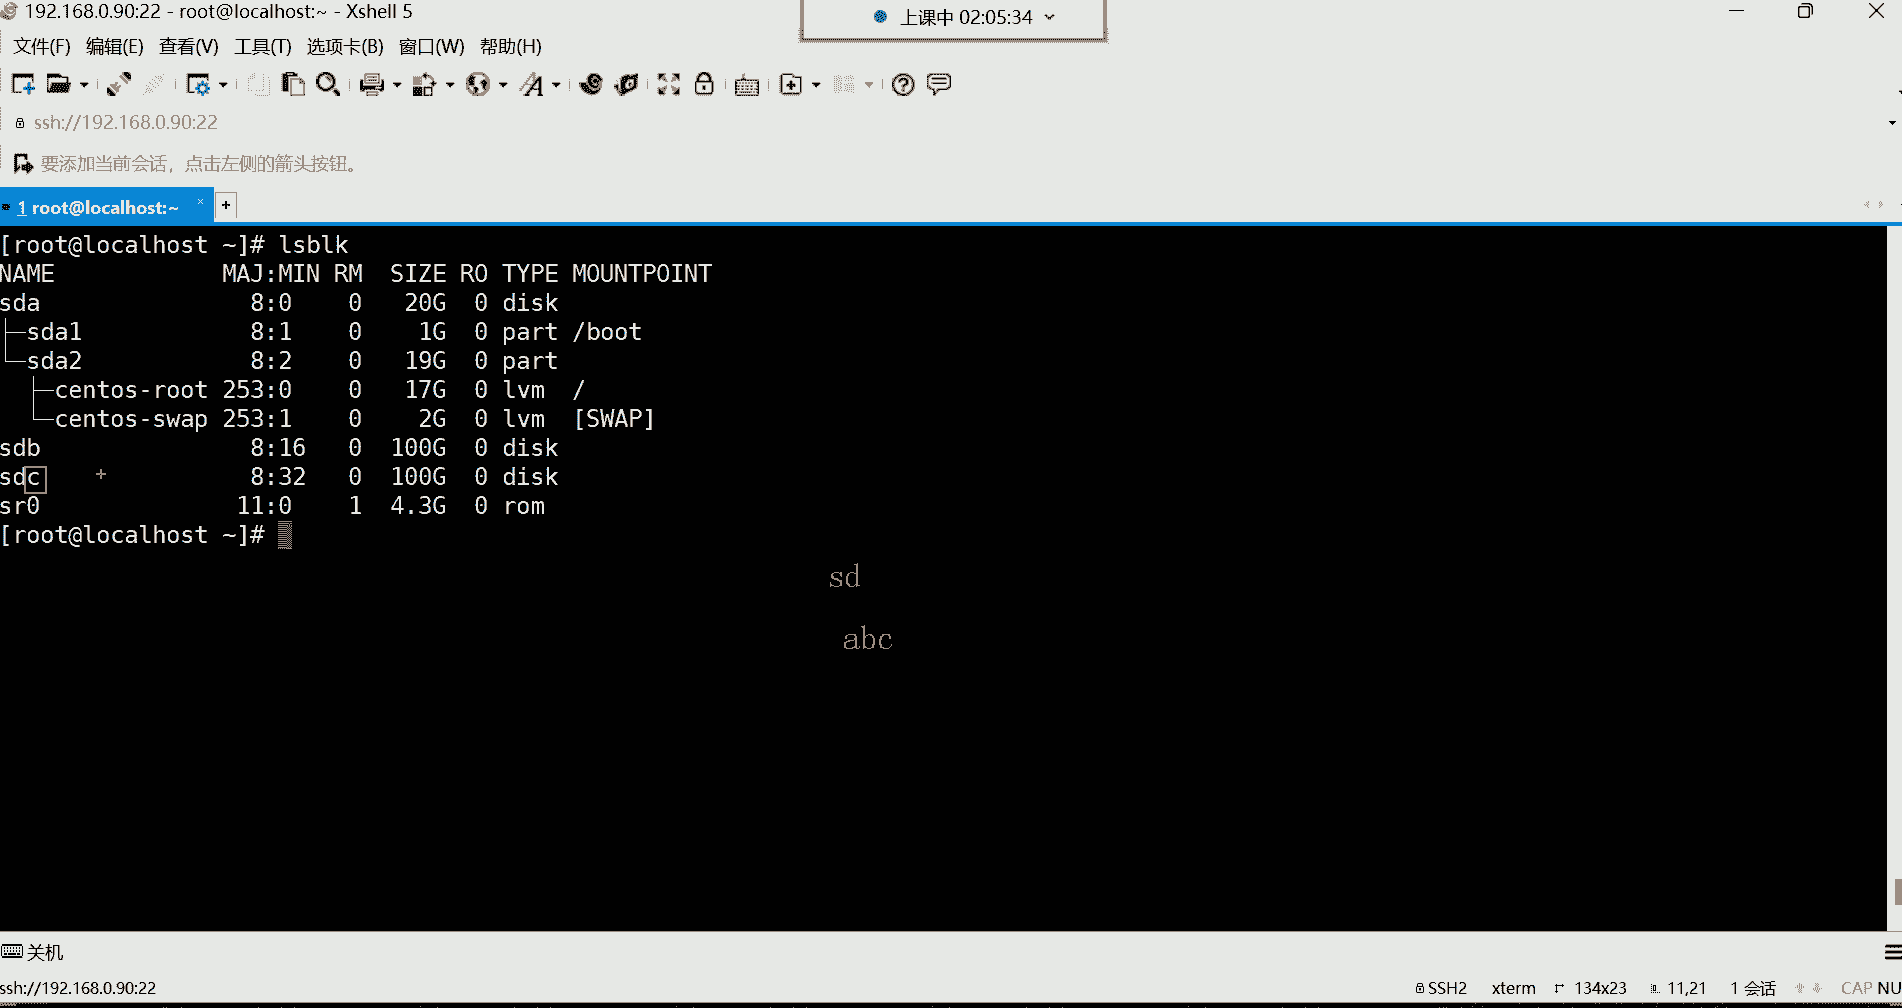 192.168.0.90:22 - root@localhost:~ - Xshell 5
上课中 02:05:34
文件(F) 编辑(E) 查看(V) 工具(T) 选项卡(B) 窗口(W) 帮助(H)
ssh://192.168.0.90:22
要添加当前会话，点击左侧的箭头按钮。
1 root@localhost:~
[root@localhost ~]# lsblk
NAME            MAJ:MIN RM  SIZE RO TYPE MOUNTPOINT
sda               8:0    0   20G  0 disk
├─sda1            8:1    0    1G  0 part /boot
└─sda2            8:2    0   19G  0 part
  ├─centos-root 253:0    0   17G  0 lvm  /
  └─centos-swap 253:1    0    2G  0 lvm  [SWAP]
sdb               8:16   0  100G  0 disk
sdc               8:32   0  100G  0 disk
sr0              11:0    1  4.3G  0 rom
[root@localhost ~]#
sd
abc
关机
ssh://192.168.0.90:22 SSH2 xterm 134x23 11,21 1 会话 CAP NU